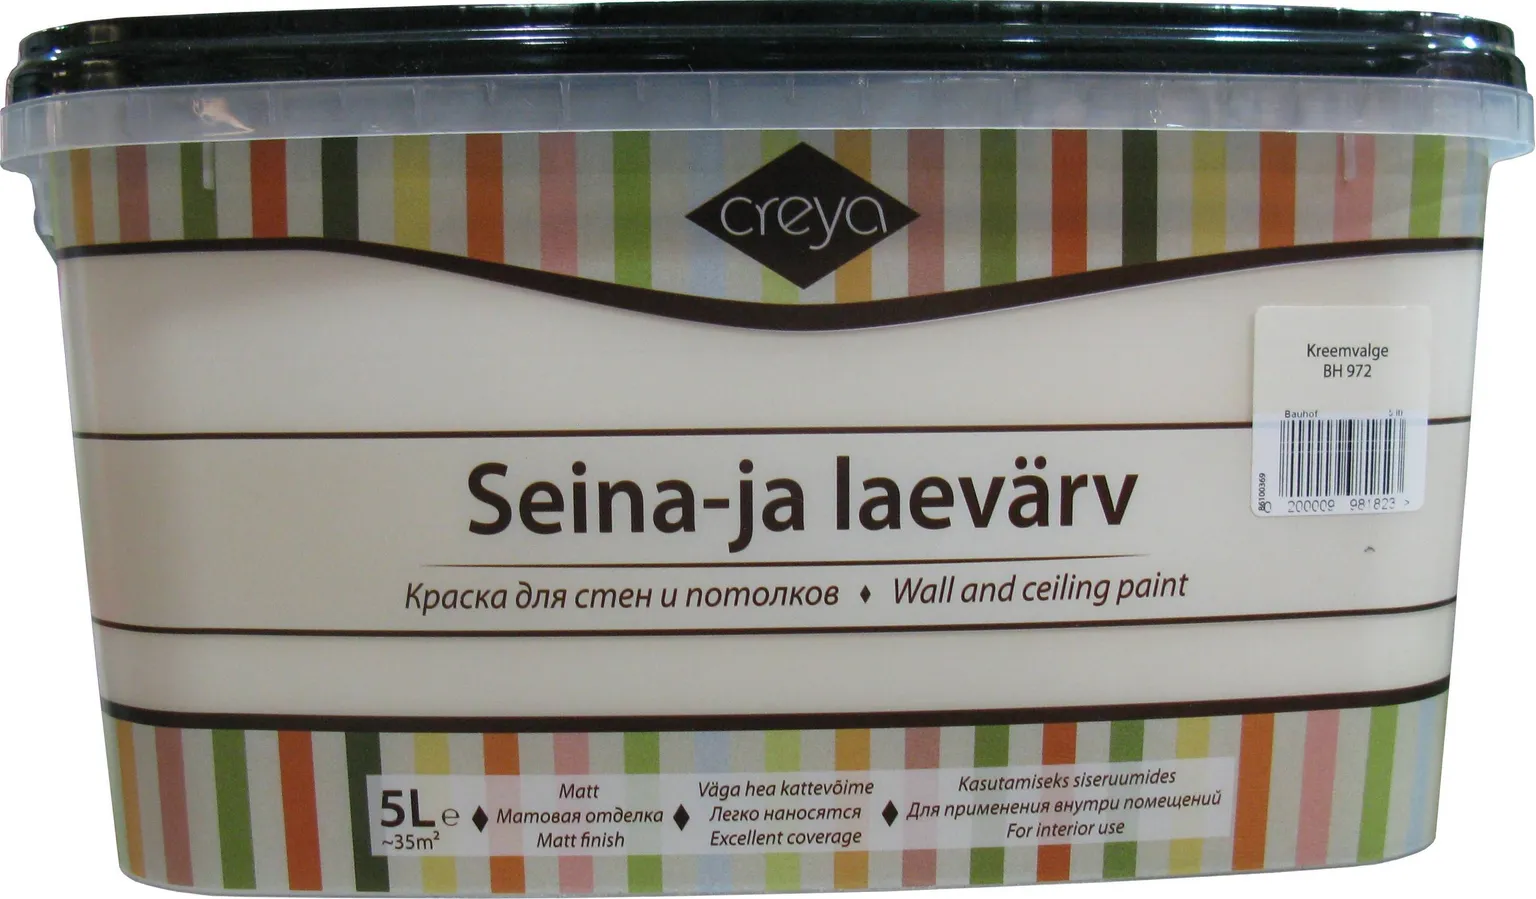 creya
Kreemvalge
BH 972
Bauhof
B6100369
200009 981823 >
Seina-ja laevärv
Краска для стен и потолков ♦ Wall and ceiling paint
5L e
~35m²
Matt
Матовая отделка
Matt finish
Väga hea kattevõime
Легко наносятся
Excellent coverage
Kasutamiseks siseruumides
Для применения внутри помещений
For interior use